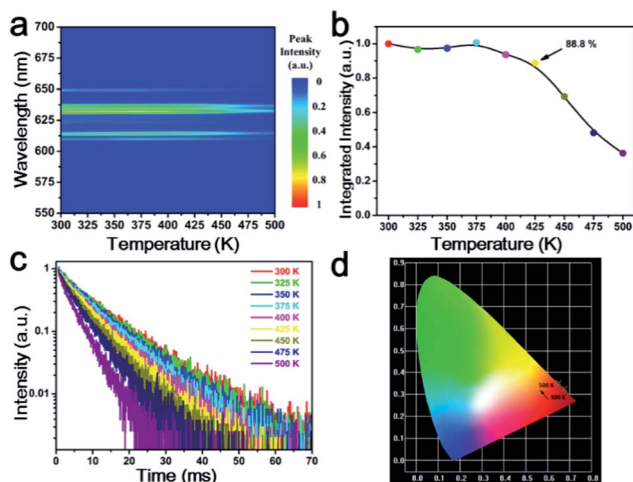 a
700
675
650
625
600
575
550
Wavelength (nm)
300 325 350 375 400 425 450 475 500
Temperature (K)
Peak
Intensity
(a.u.)
0
0.2
0.4
0.6
0.8
1
b
Integrated Intensity (a.u.)
1.0
0.8
0.6
0.4
0.2
0.0
88.8 %
300 325 350 375 400 425 450 475 500
Temperature (K)
c
Intensity (a.u.)
1
0.1
0.01
300 K
325 K
350 K
375 K
400 K
425 K
450 K
475 K
500 K
0 10 20 30 40 50 60 70
Time (ms)
d
0.9
0.8
0.7
0.6
0.5
0.4
0.3
0.2
0.1
0.0
0.0 0.1 0.2 0.3 0.4 0.5 0.6 0.7 0.8